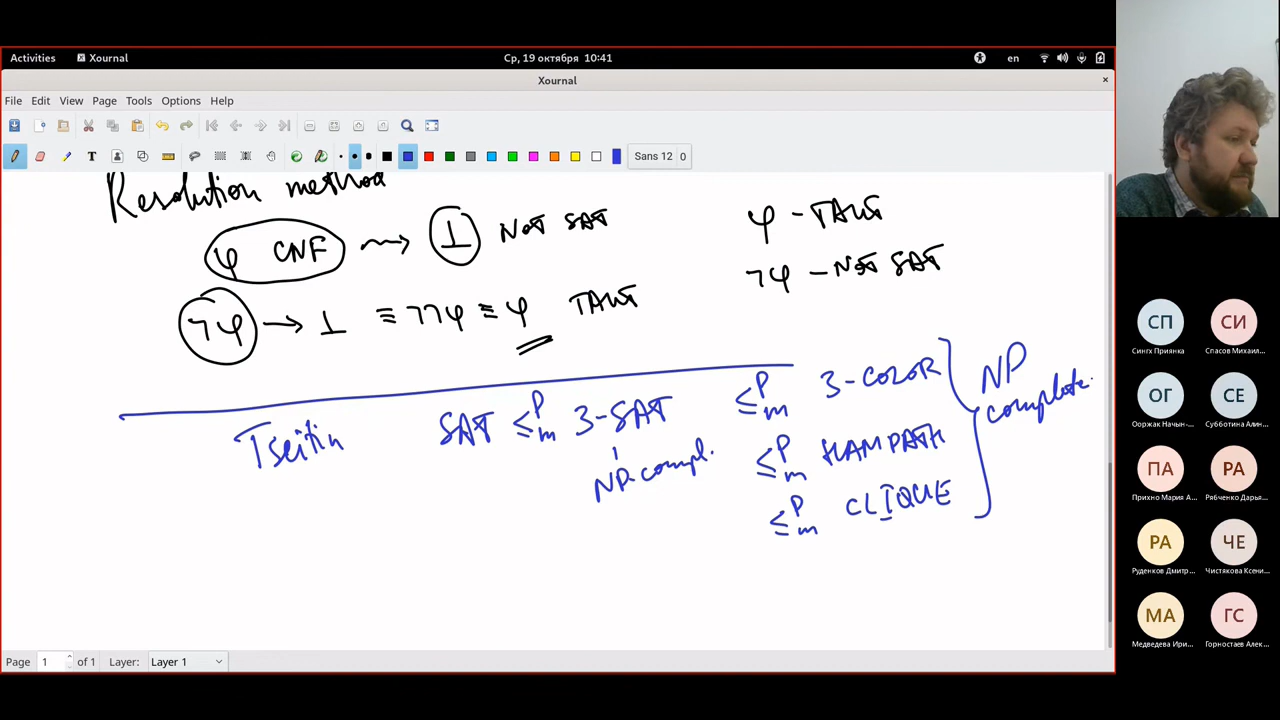 Activities Xournal Ср, 19 октября 10:41 en
Xournal
File Edit View Page Tools Options Help
T Sans 12 0
Resolution method
φ CNF ⇝ ⊥ NOT SAT
φ - TAUT
¬φ - NOT SAT
¬φ → ⊥ ≡ ¬¬φ ≡ φ TAUT
Tseitin SAT ≤ᴾₘ 3-SAT ≤ᴾₘ 3-COLOR
NP-compl.
≤ᴾₘ HAMPATH
≤ᴾₘ CLIQUE
NP
complete.
Page 1 of 1 Layer: Layer 1
СП СИ
Сингх Приянка Спасов Михаил...
ОГ СЕ
Ооржак Начын-... Субботина Алин...
ПА РА
Прихно Мария А... Рябченко Дарья...
РА ЧЕ
Руденков Дмитр... Чистякова Ксени...
МА ГС
Медведева Ири... Горностаев Алек...